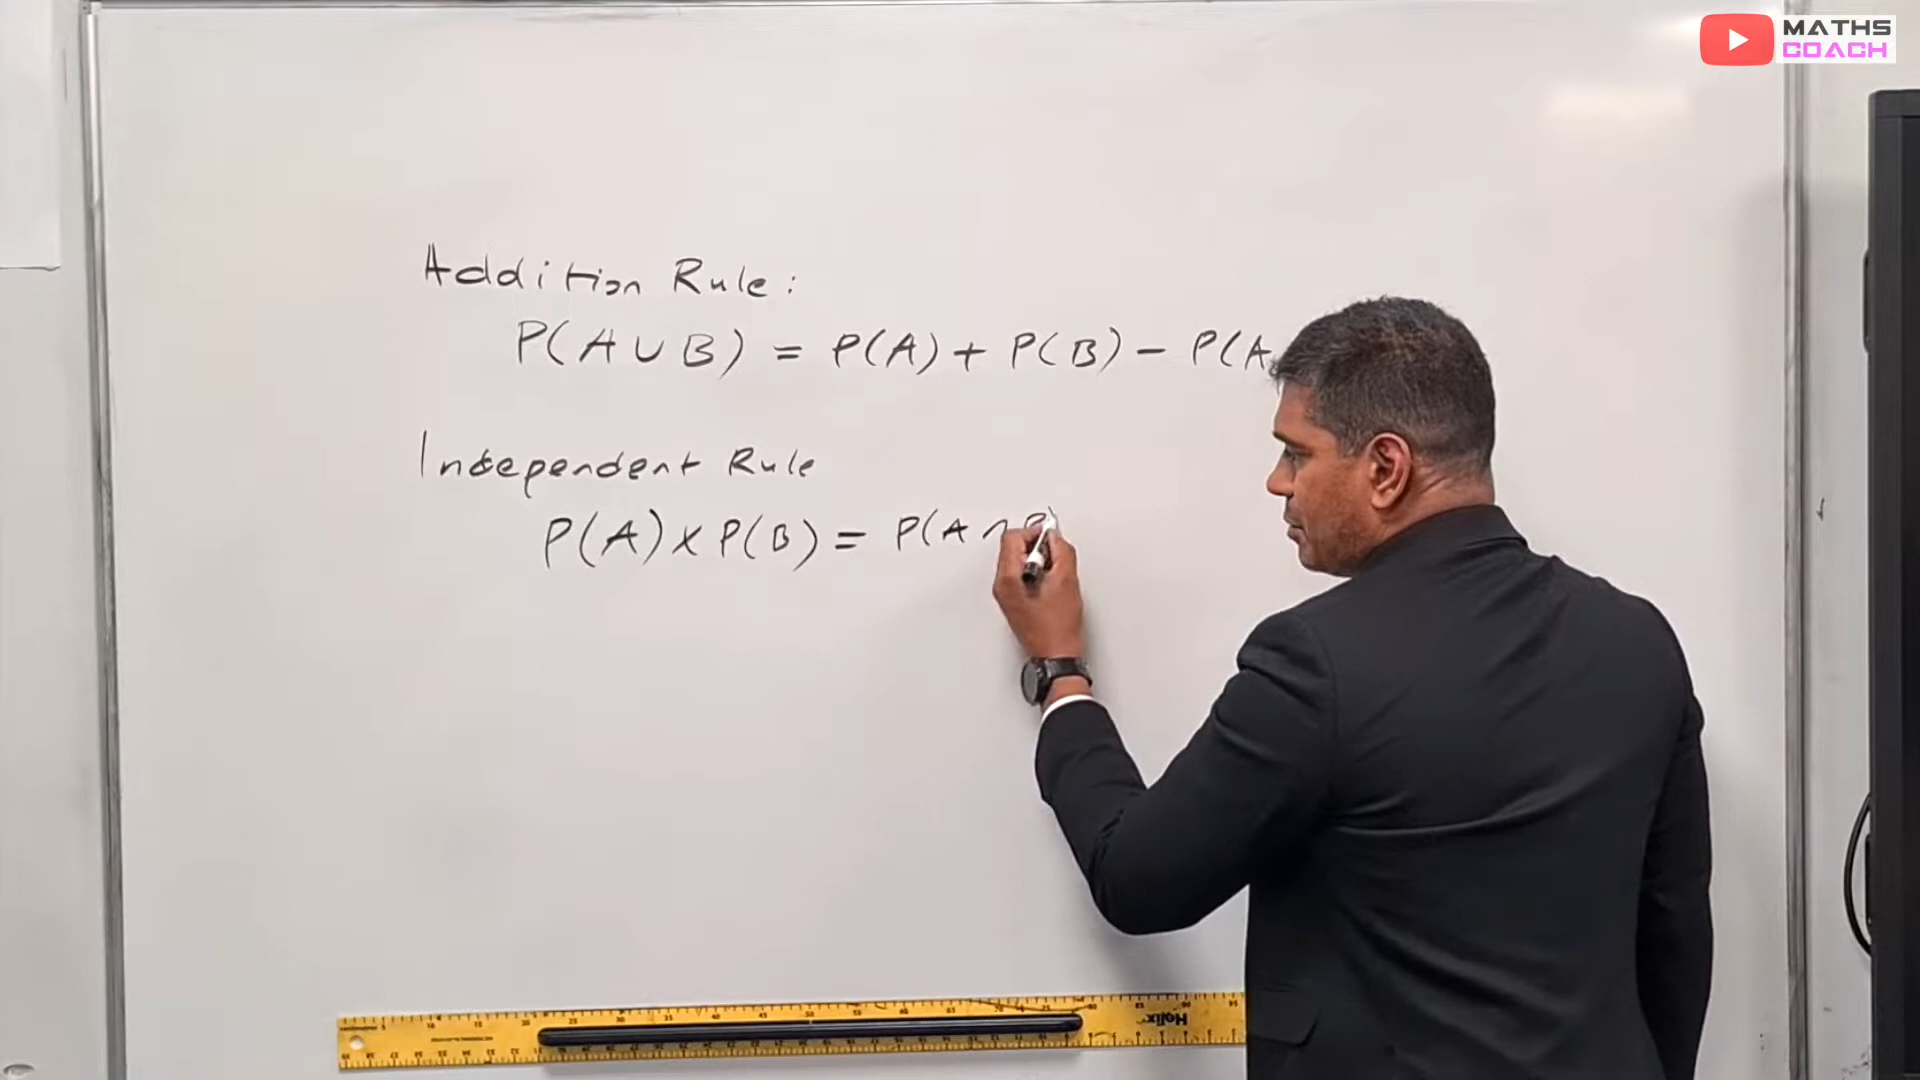 MATHS
COACH
Addition Rule:
P(A∪B) = P(A) + P(B) - P(A
Independent Rule
P(A) x P(B) = P(A ∩ B)
Helix